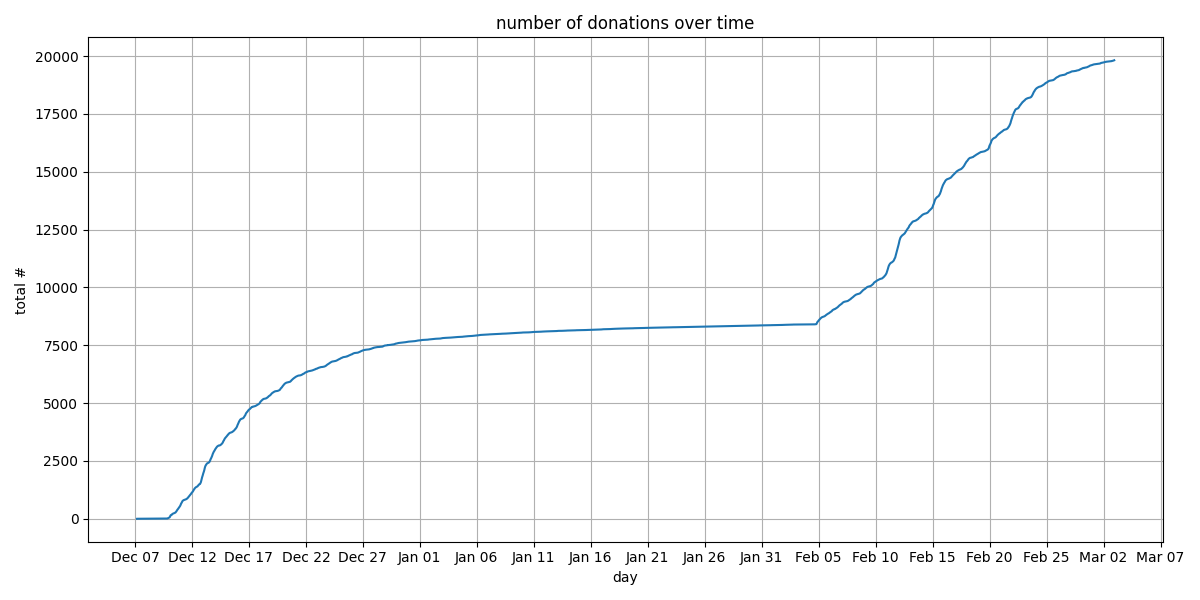 number of donations over time
total #
20000
17500
15000
12500
10000
7500
5000
2500
0
Dec 07 Dec 12 Dec 17 Dec 22 Dec 27 Jan 01 Jan 06 Jan 11 Jan 16 Jan 21 Jan 26 Jan 31 Feb 05 Feb 10 Feb 15 Feb 20 Feb 25 Mar 02 Mar 07
day